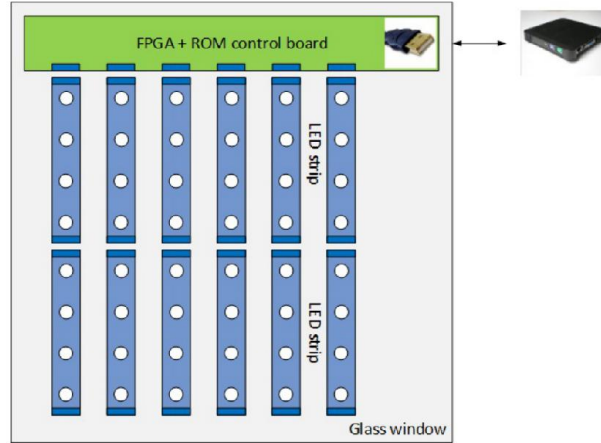 FPGA + ROM control board
LED strip
LED strip
Glass window